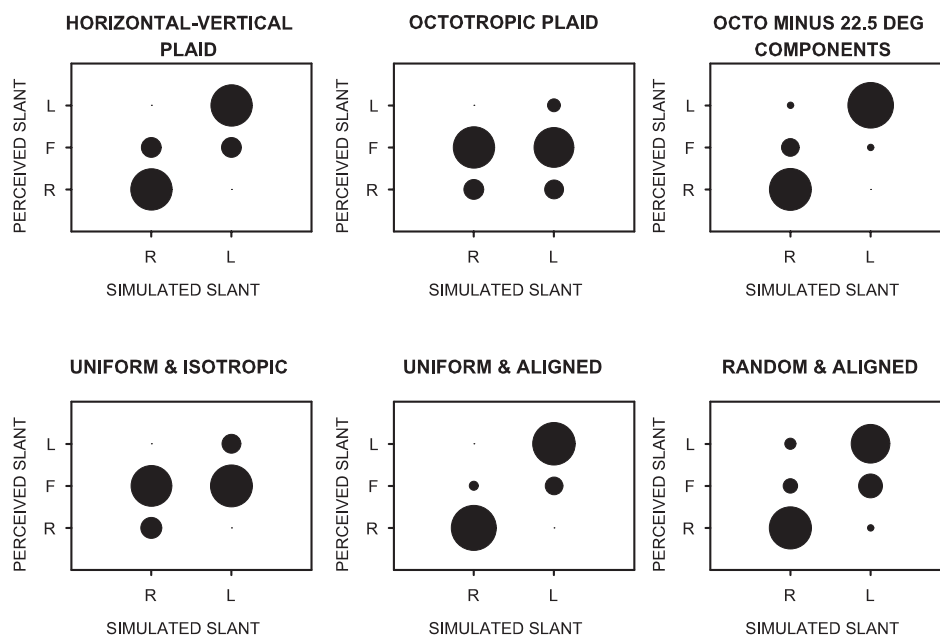 HORIZONTAL-VERTICAL
PLAID
PERCEIVED SLANT
L
F
R
R L
SIMULATED SLANT
OCTOTROPIC PLAID
PERCEIVED SLANT
L
F
R
R L
SIMULATED SLANT
OCTO MINUS 22.5 DEG
COMPONENTS
PERCEIVED SLANT
L
F
R
R L
SIMULATED SLANT
UNIFORM & ISOTROPIC
PERCEIVED SLANT
L
F
R
R L
SIMULATED SLANT
UNIFORM & ALIGNED
PERCEIVED SLANT
L
F
R
R L
SIMULATED SLANT
RANDOM & ALIGNED
PERCEIVED SLANT
L
F
R
R L
SIMULATED SLANT